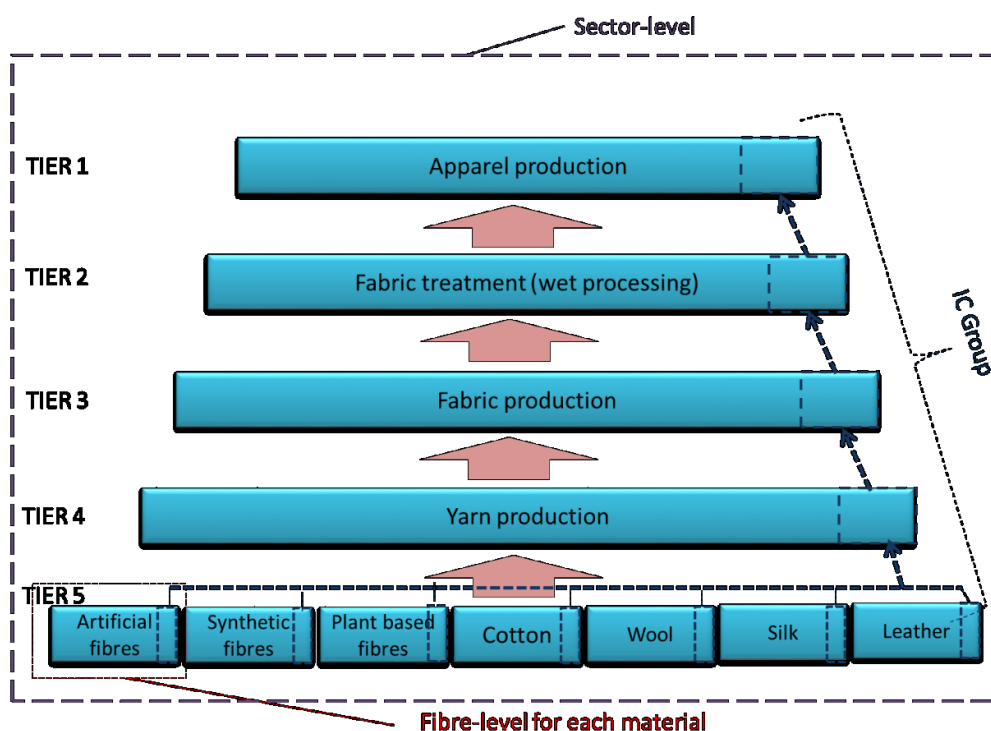 Sector-level
TIER 1
Apparel production
TIER 2
Fabric treatment (wet processing)
IC Group
TIER 3
Fabric production
TIER 4
Yarn production
TIER 5
Artificial
fibres
Synthetic
fibres
Plant based
fibres
Cotton
Wool
Silk
Leather
Fibre-level for each material